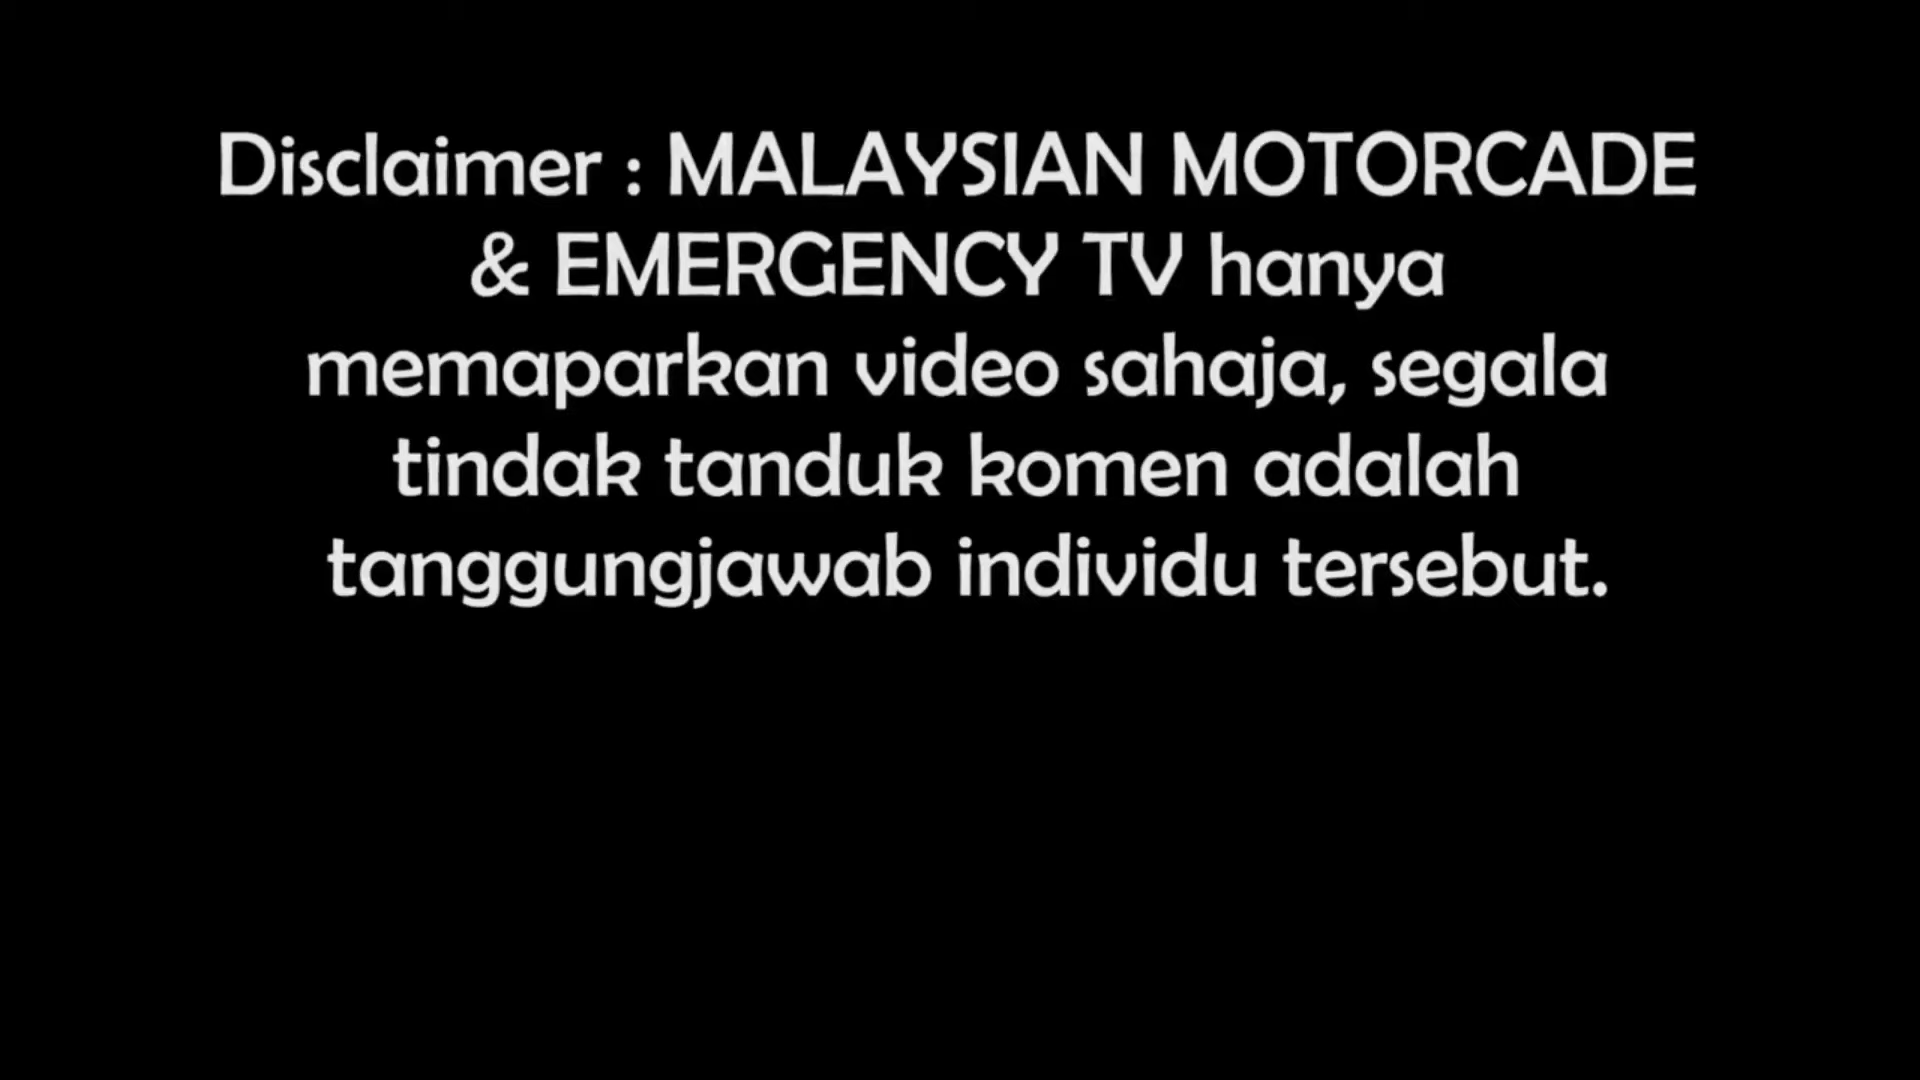 Disclaimer : MALAYSIAN MOTORCADE
& EMERGENCY TV hanya
memaparkan video sahaja, segala
tindak tanduk komen adalah
tanggungjawab individu tersebut.